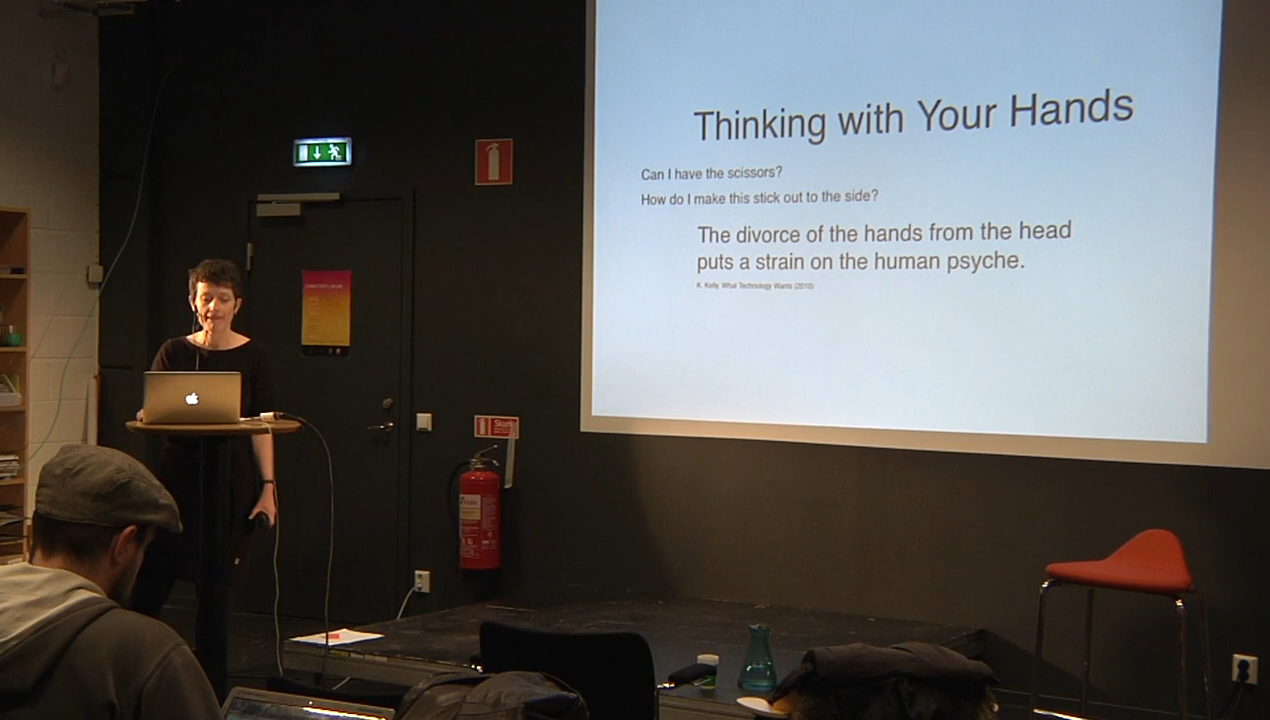 Thinking with Your Hands
Can I have the scissors?
How do I make this stick out to the side?
The divorce of the hands from the head
puts a strain on the human psyche.
K. Kelly, What Technology Wants (2010)